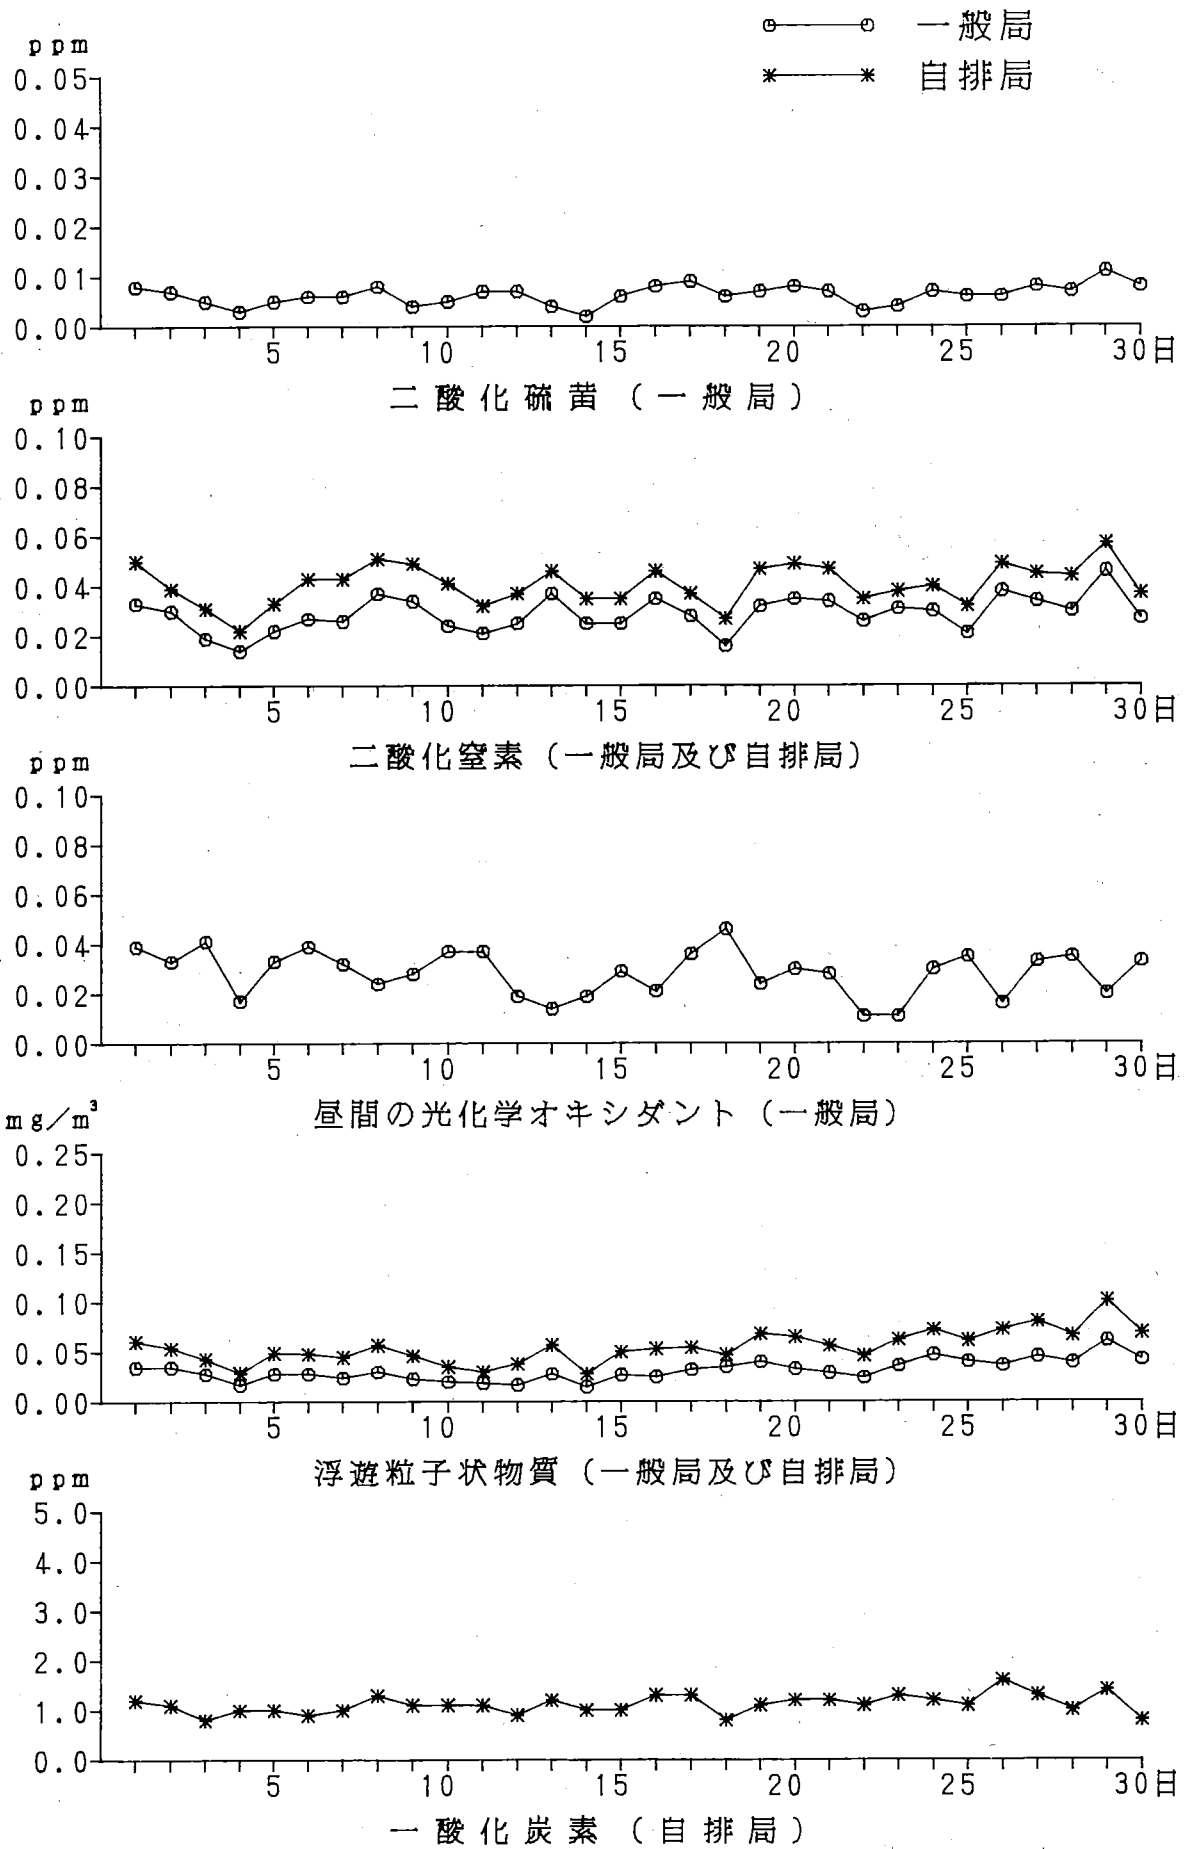 一般局
自排局
ppm
0.05
0.04
0.03
0.02
0.01
0.00
5 10 15 20 25 30日
二酸化硫黄(一般局)
ppm
0.10
0.08
0.06
0.04
0.02
0.00
5 10 15 20 25 30日
二酸化窒素(一般局及び自排局)
ppm
0.10
0.08
0.06
0.04
0.02
0.00
5 10 15 20 25 30日
昼間の光化学オキシダント(一般局)
mg/m³
0.25
0.20
0.15
0.10
0.05
0.00
5 10 15 20 25 30日
浮遊粒子状物質(一般局及び自排局)
ppm
5.0
4.0
3.0
2.0
1.0
0.0
5 10 15 20 25 30日
一酸化炭素(自排局)